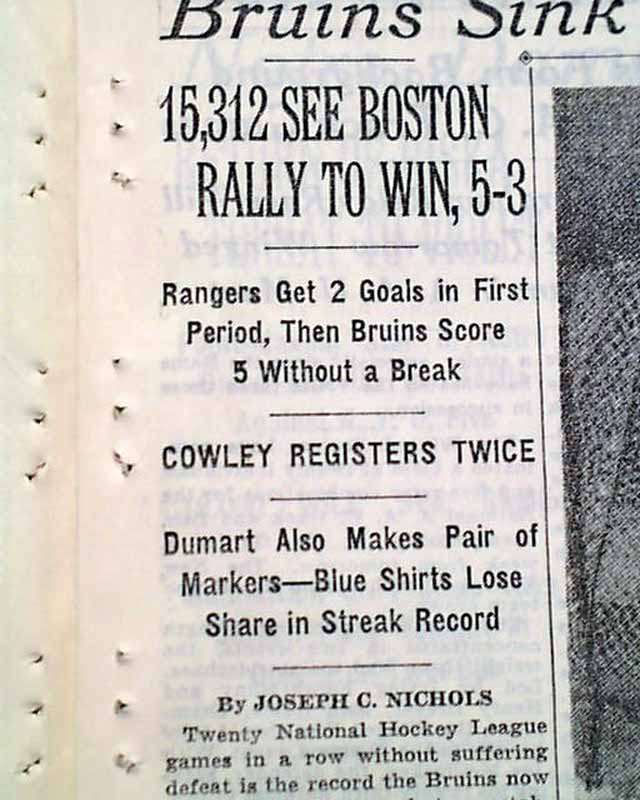 Bruins Sink
15,312 SEE BOSTON
RALLY TO WIN, 5-3
Rangers Get 2 Goals in First
Period, Then Bruins Score
5 Without a Break
COWLEY REGISTERS TWICE
Dumart Also Makes Pair of
Markers—Blue Shirts Lose
Share in Streak Record
By JOSEPH C. NICHOLS
Twenty National Hockey League
games in a row without suffering
defeat is the record the Bruins now